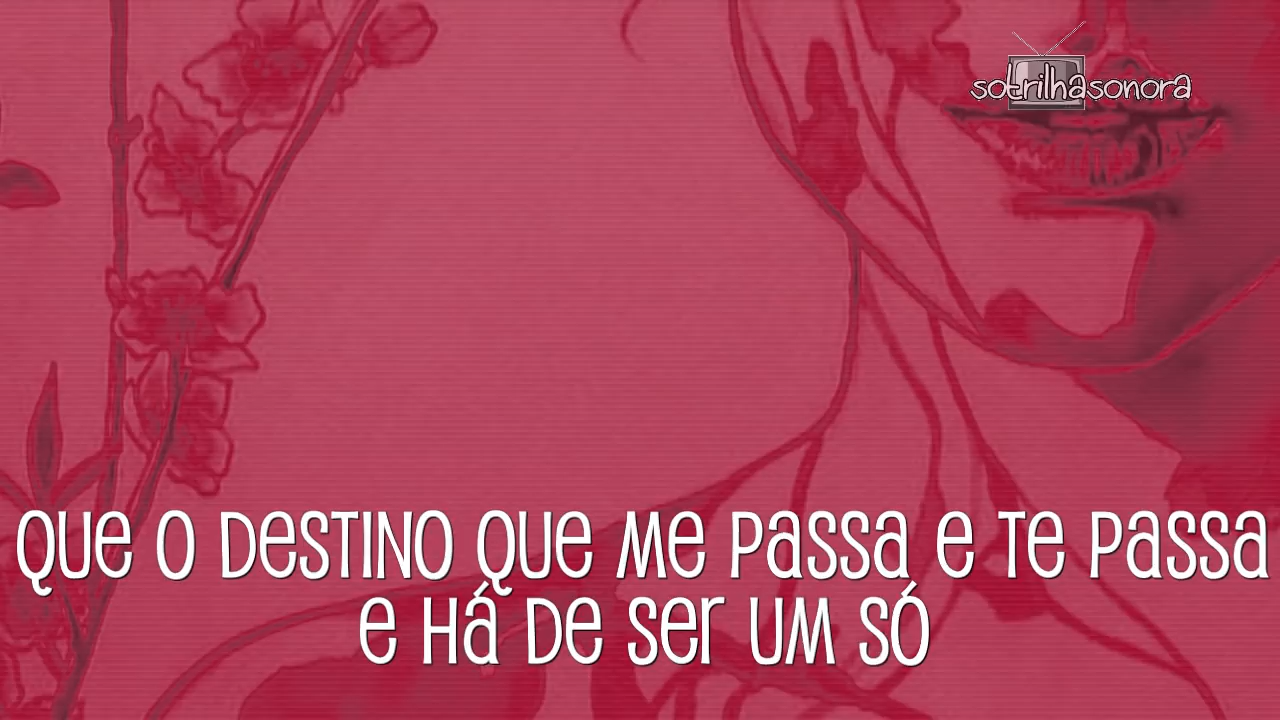 sotrilhasonora
QUE O DESTINO QUE ME PASSA E TE PASSA
E HÁ DE SER UM SÓ